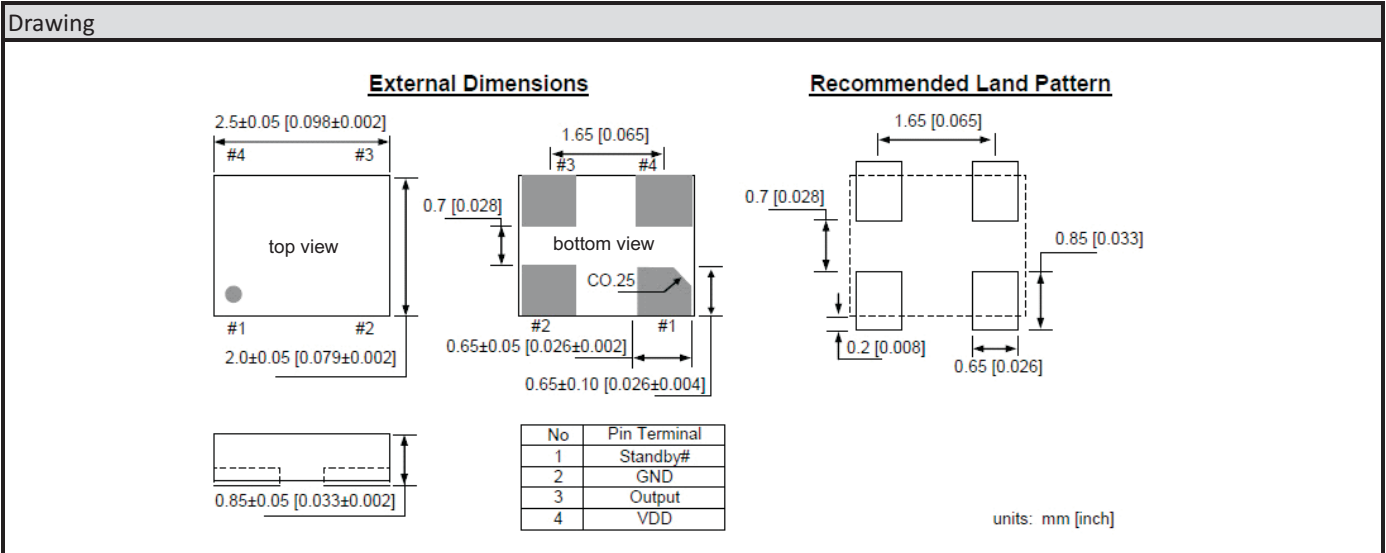 Drawing
External Dimensions
Recommended Land Pattern
2.5±0.05 [0.098±0.002]
#4 #3
top view
#1 #2
2.0±0.05 [0.079±0.002]
1.65 [0.065]
#3 #4
0.7 [0.028]
bottom view
CO.25
#2 #1
0.65±0.05 [0.026±0.002]
0.65±0.10 [0.026±0.004]
1.65 [0.065]
0.7 [0.028]
0.85 [0.033]
0.2 [0.008]
0.65 [0.026]
0.85±0.05 [0.033±0.002]
No Pin Terminal
1 Standby#
2 GND
3 Output
4 VDD
units: mm [inch]